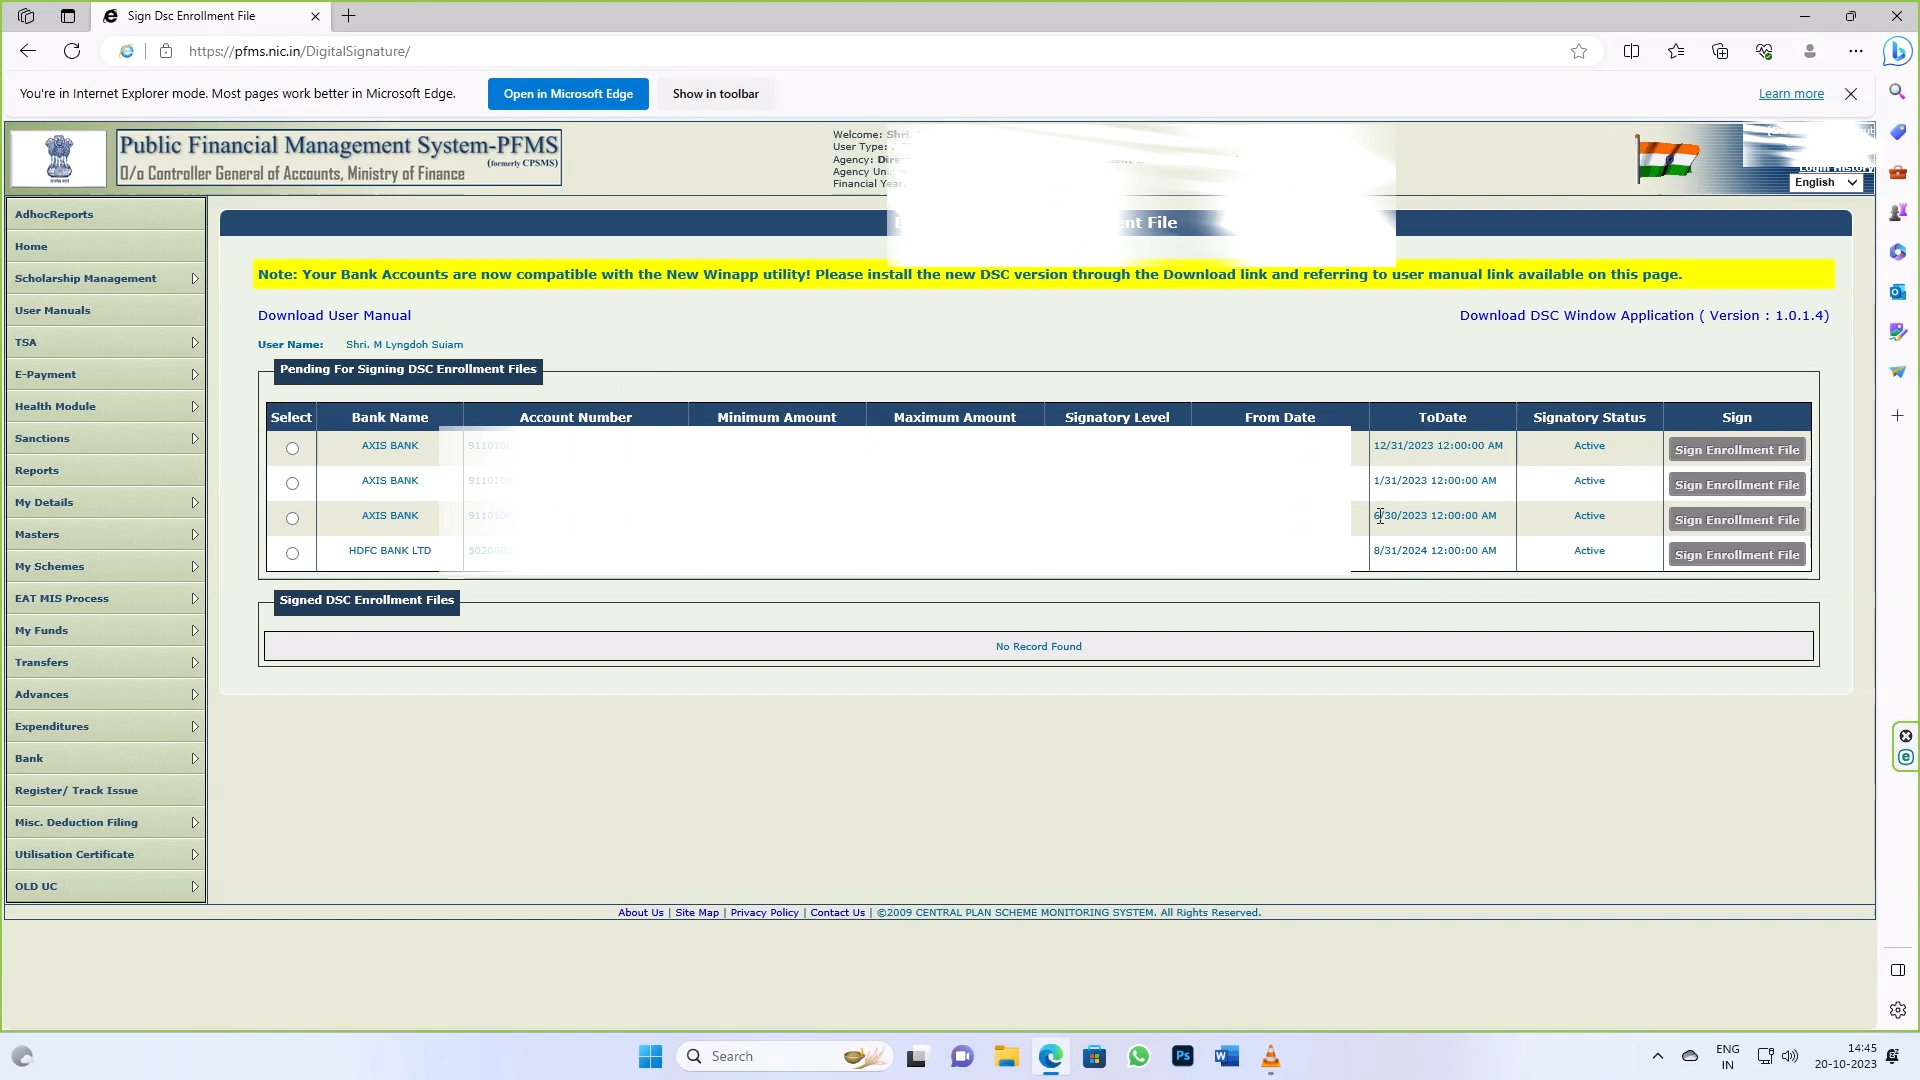 Sign Dsc Enrollment File
https://pfms.nic.in/DigitalSignature/
You're in Internet Explorer mode. Most pages work better in Microsoft Edge.
Open in Microsoft Edge
Show in toolbar
Learn more
Public Financial Management System-PFMS
(formerly CPSMS)
O/o Controller General of Accounts, Ministry of Finance
Welcome: Shri.
User Type:
Agency:
Agency
Financial Year
Login History
English
AdhocReports
Home
Scholarship Management
User Manuals
TSA
E-Payment
Health Module
Sanctions
Reports
My Details
Masters
My Schemes
EAT MIS Process
My Funds
Transfers
Advances
Expenditures
Bank
Register/ Track Issue
Misc. Deduction Filing
Utilisation Certificate
OLD UC
File
Note: Your Bank Accounts are now compatible with the New Winapp utility! Please install the new DSC version through the Download link and referring to user manual link available on this page.
Download User Manual
Download DSC Window Application ( Version : 1.0.1.4)
User Name: Shri. M Lyngdoh Suiam
Pending For Signing DSC Enrollment Files
Select Bank Name Account Number Minimum Amount Maximum Amount Signatory Level From Date ToDate Signatory Status Sign
AXIS BANK 12/31/2023 12:00:00 AM Active Sign Enrollment File
AXIS BANK 1/31/2023 12:00:00 AM Active Sign Enrollment File
AXIS BANK 6/30/2023 12:00:00 AM Active Sign Enrollment File
HDFC BANK LTD 8/31/2024 12:00:00 AM Active Sign Enrollment File
Signed DSC Enrollment Files
No Record Found
About Us | Site Map | Privacy Policy | Contact Us | ©2009 CENTRAL PLAN SCHEME MONITORING SYSTEM. All Rights Reserved.
Search
Ps
ENG
IN
14:45
20-10-2023